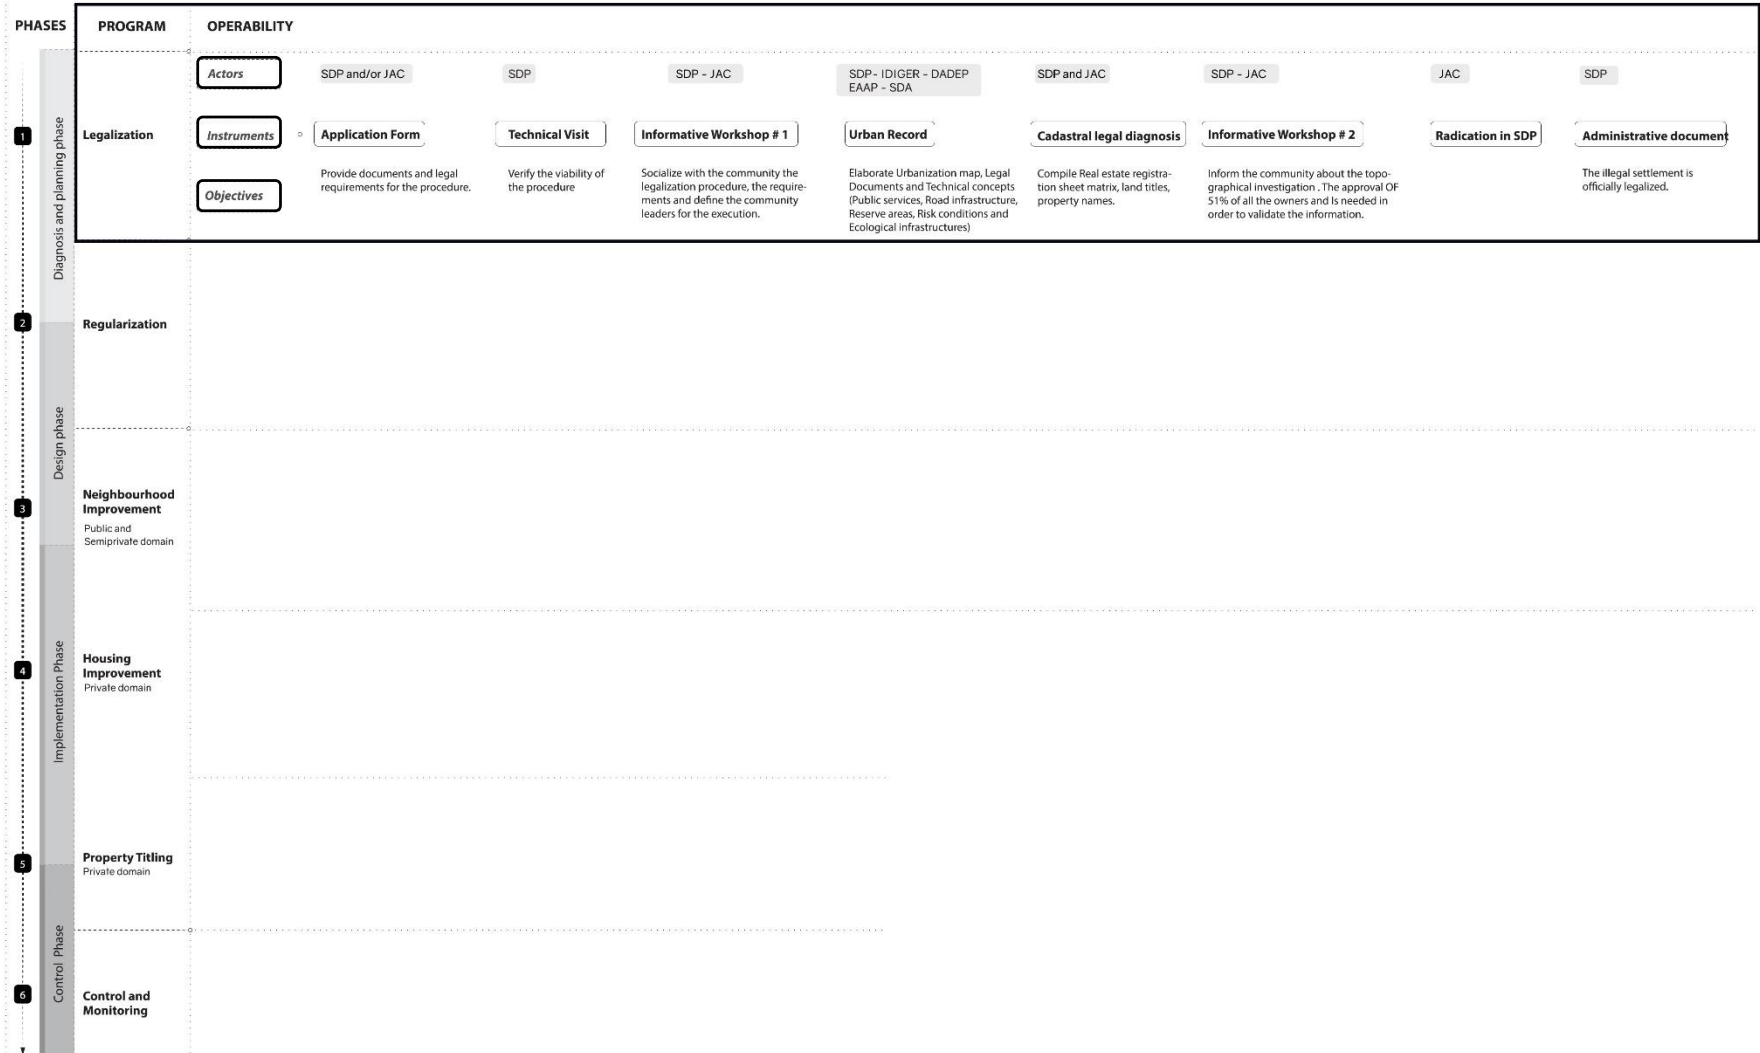 PHASES PROGRAM OPERABILITY
Actors SDP and/or JAC SDP SDP - JAC SDP- IDIGER - DADEP SDP and JAC SDP - JAC JAC SDP
EAAP - SDA
1 Legalization Instruments Application Form Technical Visit Informative Workshop # 1 Urban Record Cadastral legal diagnosis Informative Workshop # 2 Radication in SDP Administrative document
Objectives
Provide documents and legal
requirements for the procedure.
Verify the viability of
the procedure
Socialize with the community the
legalization procedure, the require-
ments and define the community
leaders for the execution.
Elaborate Urbanization map, Legal
Documents and Technical concepts
(Public services, Road infrastructure,
Reserve areas, Risk conditions and
Ecological infrastructures)
Compile Real estate registra-
tion sheet matrix, land titles,
property names.
Inform the community about the topo-
graphical investigation . The approval OF
51% of all the owners and Is needed in
order to validate the information.
The illegal settlement is
officially legalized.
Diagnosis and planning phase
2 Regularization
Design phase
3 Neighbourhood
Improvement
Public and
Semiprivate domain
Implementation Phase
4 Housing
Improvement
Private domain
5 Property Titling
Private domain
Control Phase
6 Control and
Monitoring